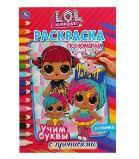 L.O.L.
SURPRISE!
РАСКРАСКА
ПО НОМЕРАМ
УЧИМ
БУКВЫ
с прописями